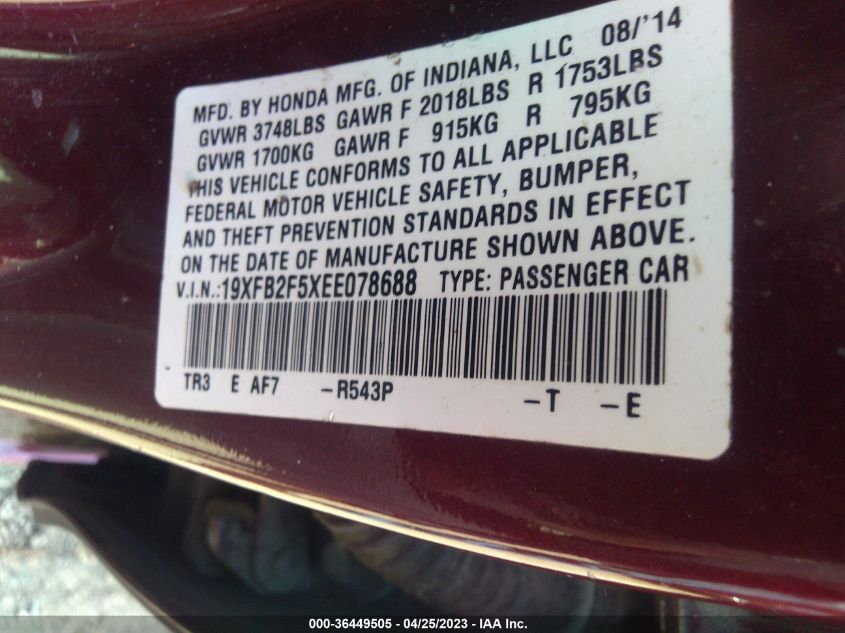 MFD. BY HONDA MFG. OF INDIANA, LLC 08/'14
GVWR 3748LBS GAWR F 2018LBS R 1753LBS
GVWR 1700KG GAWR F 915KG R 795KG
THIS VEHICLE CONFORMS TO ALL APPLICABLE
FEDERAL MOTOR VEHICLE SAFETY, BUMPER,
AND THEFT PREVENTION STANDARDS IN EFFECT
ON THE DATE OF MANUFACTURE SHOWN ABOVE.
V.I.N.:19XFB2F5XEE078688 TYPE: PASSENGER CAR
TR3 E AF7 –R543P –T –E
000-36449505 - 04/25/2023 - IAA Inc.